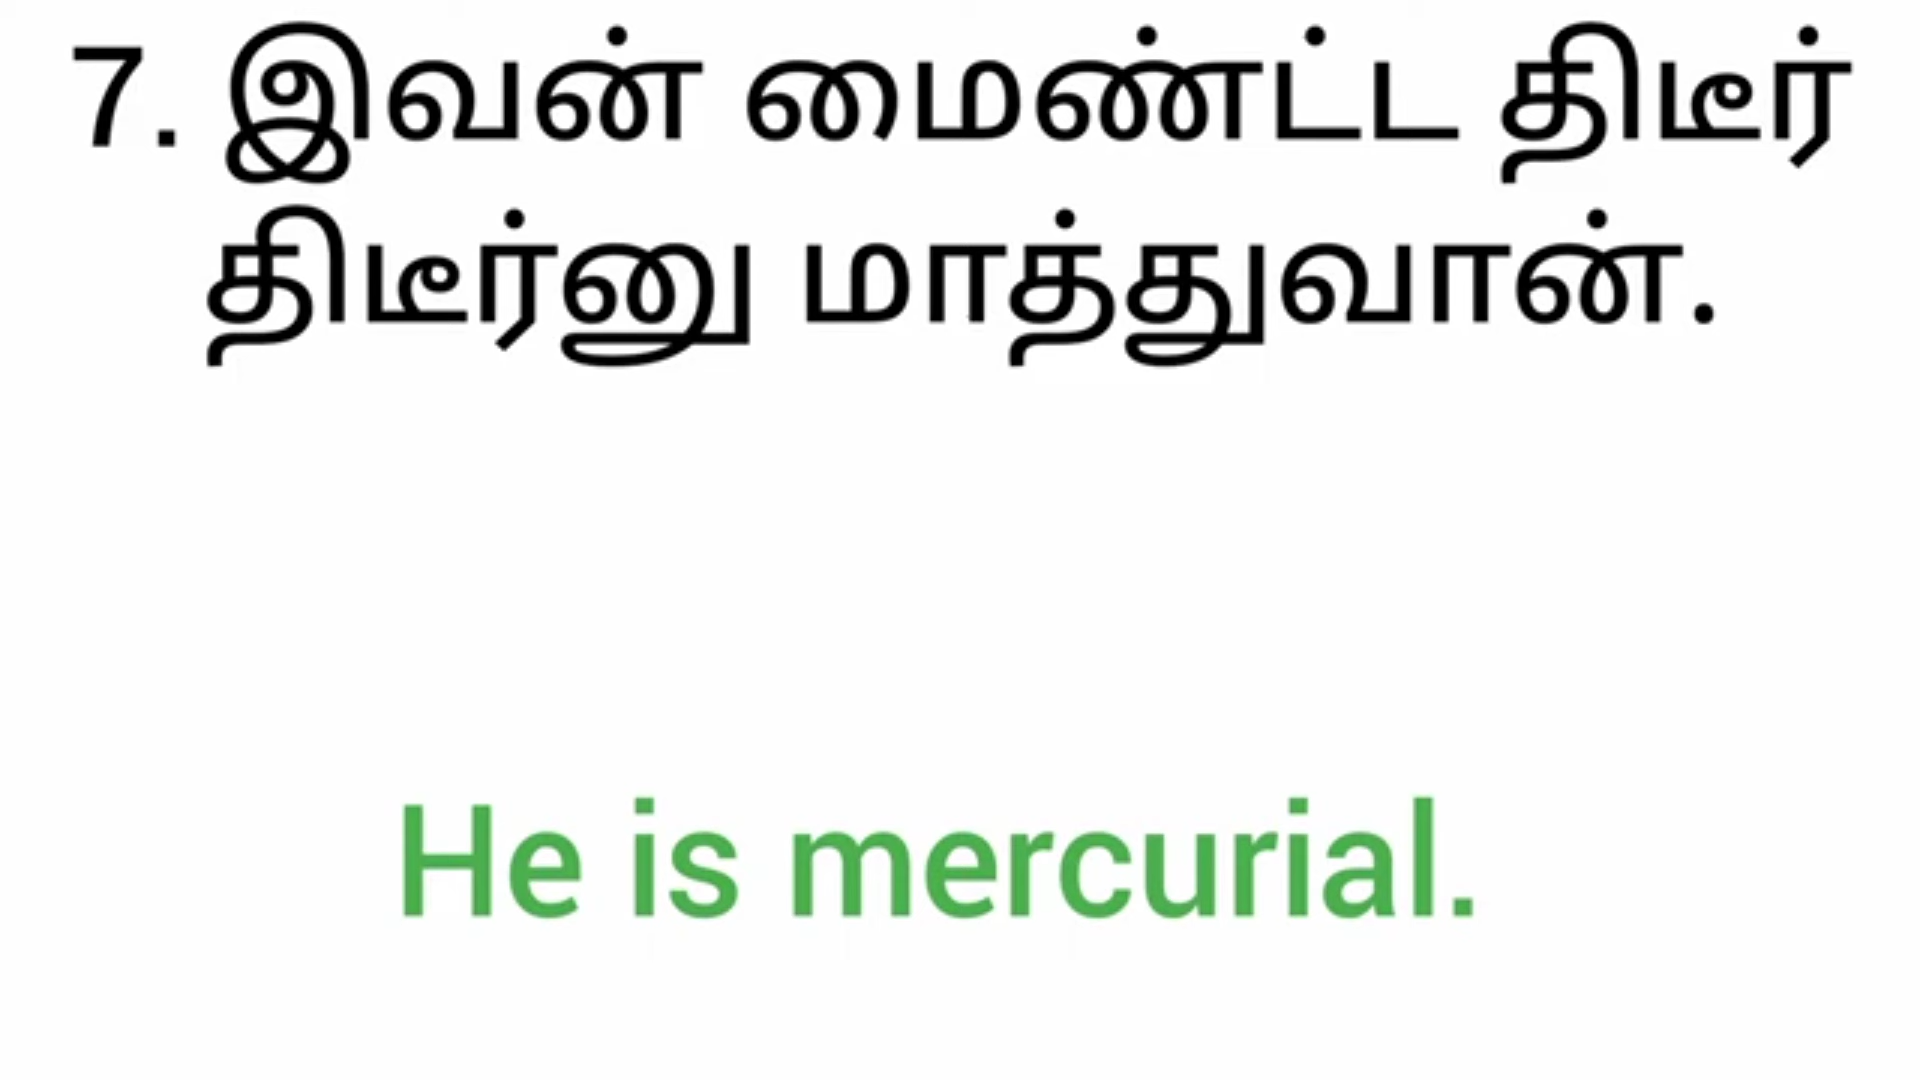 7. இவன் மைண்ட்ட திடீர்
திடீர்னு மாத்துவான்.
He is mercurial.